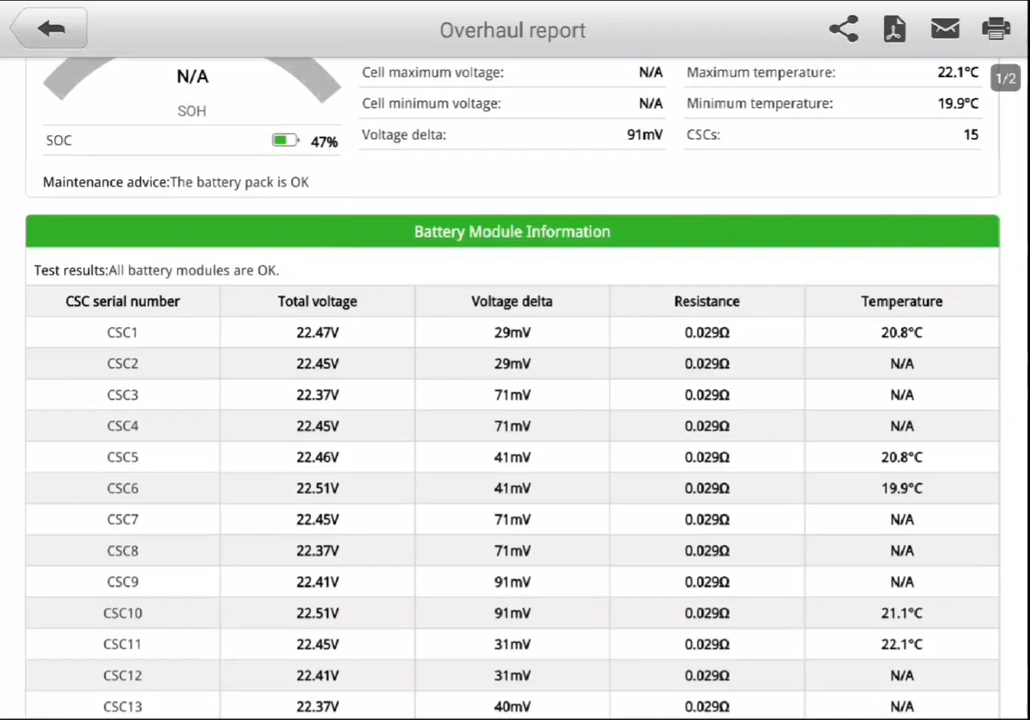 Overhaul report
N/A
SOH
SOC 47%
Cell maximum voltage: N/A
Cell minimum voltage: N/A
Voltage delta: 91mV
Maximum temperature: 22.1°C
Minimum temperature: 19.9°C
CSCs: 15
1/2
Maintenance advice:The battery pack is OK
Battery Module Information
Test results:All battery modules are OK.
CSC serial number Total voltage Voltage delta Resistance Temperature
CSC1 22.47V 29mV 0.029Ω 20.8°C
CSC2 22.45V 29mV 0.029Ω N/A
CSC3 22.37V 71mV 0.029Ω N/A
CSC4 22.45V 71mV 0.029Ω N/A
CSC5 22.46V 41mV 0.029Ω 20.8°C
CSC6 22.51V 41mV 0.029Ω 19.9°C
CSC7 22.45V 71mV 0.029Ω N/A
CSC8 22.37V 71mV 0.029Ω N/A
CSC9 22.41V 91mV 0.029Ω N/A
CSC10 22.51V 91mV 0.029Ω 21.1°C
CSC11 22.45V 31mV 0.029Ω 22.1°C
CSC12 22.41V 31mV 0.029Ω N/A
CSC13 22.37V 40mV 0.029Ω N/A